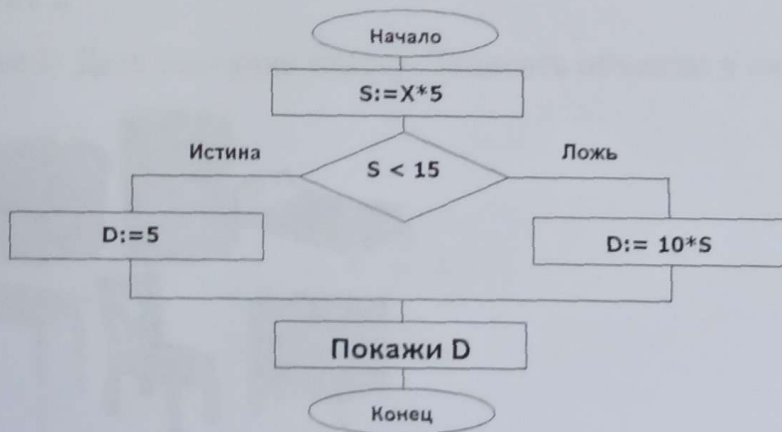 Начало
S:=X*5
Истина
S < 15
Ложь
D:=5
D:= 10*S
Покажи D
Конец